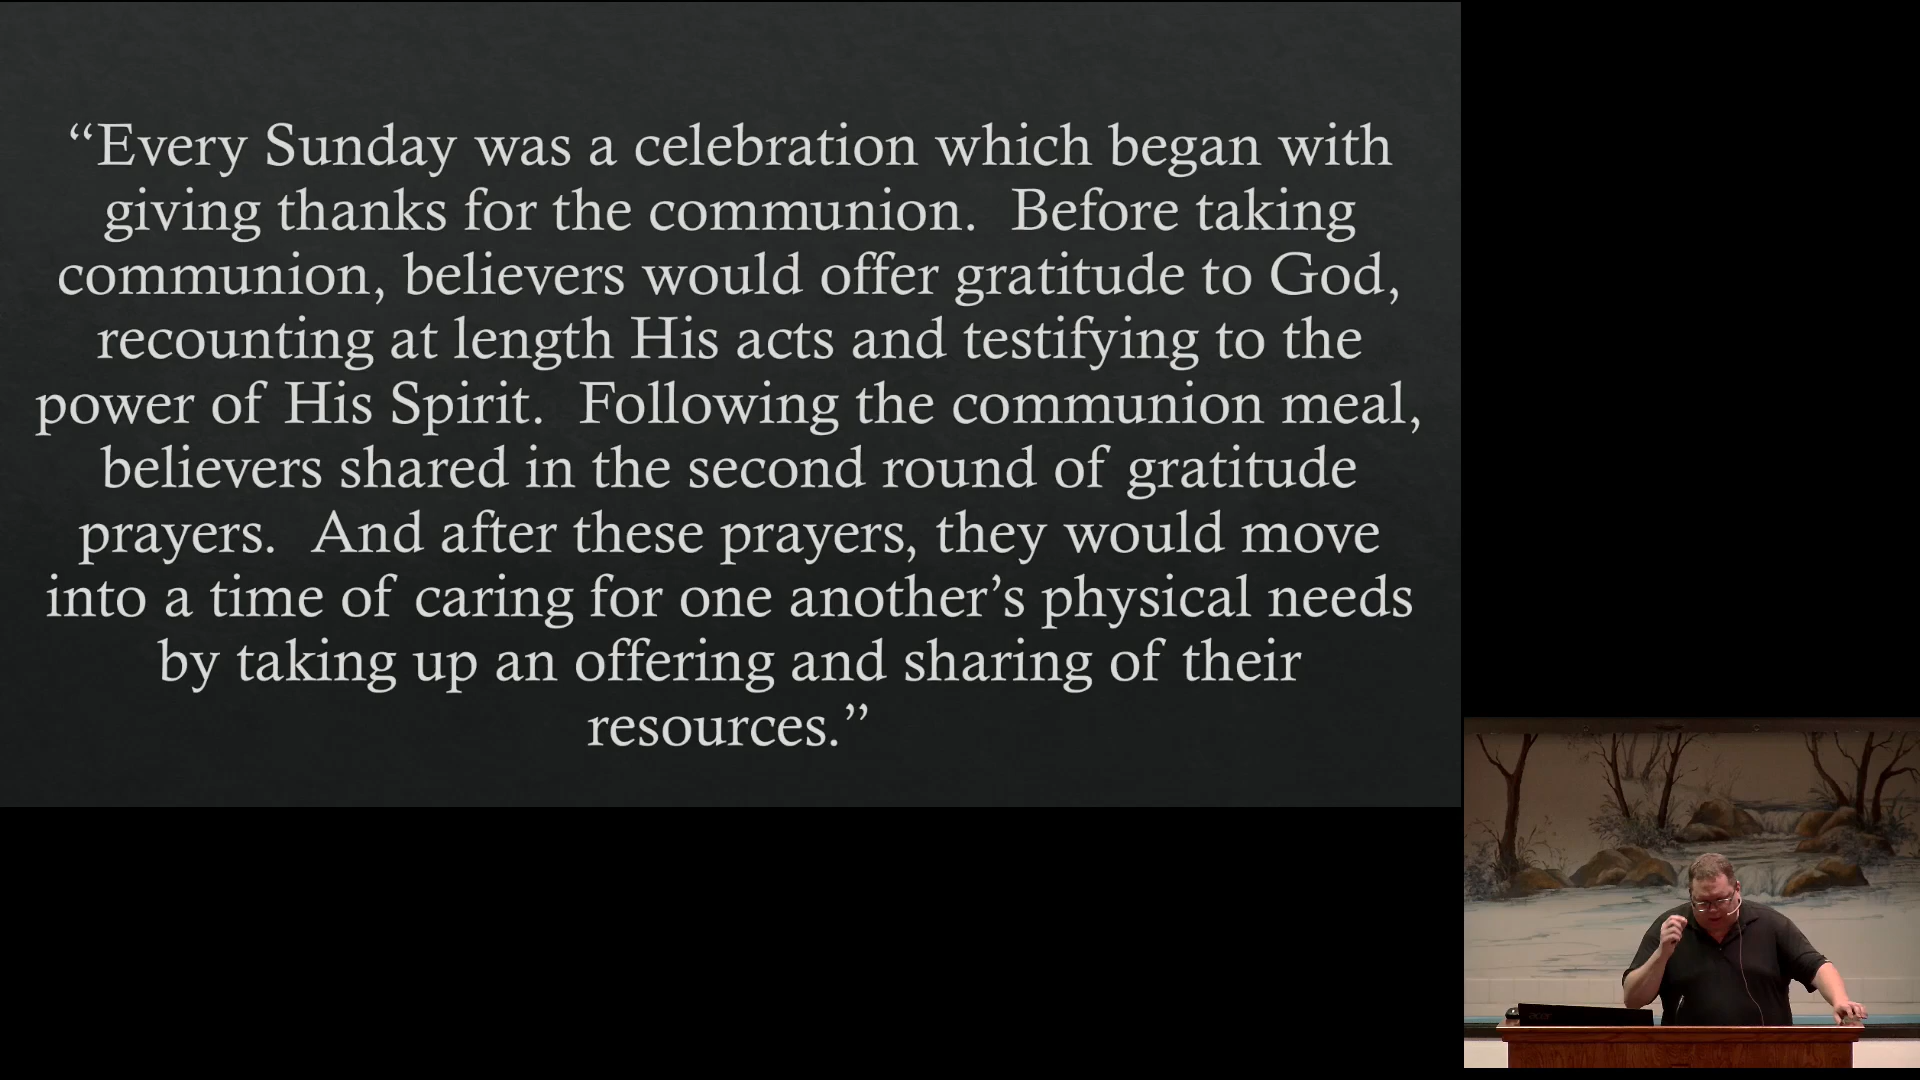 “Every Sunday was a celebration which began with
giving thanks for the communion.  Before taking
communion, believers would offer gratitude to God,
recounting at length His acts and testifying to the
power of His Spirit.  Following the communion meal,
believers shared in the second round of gratitude
prayers.  And after these prayers, they would move
into a time of caring for one another’s physical needs
by taking up an offering and sharing of their
resources.”
acer